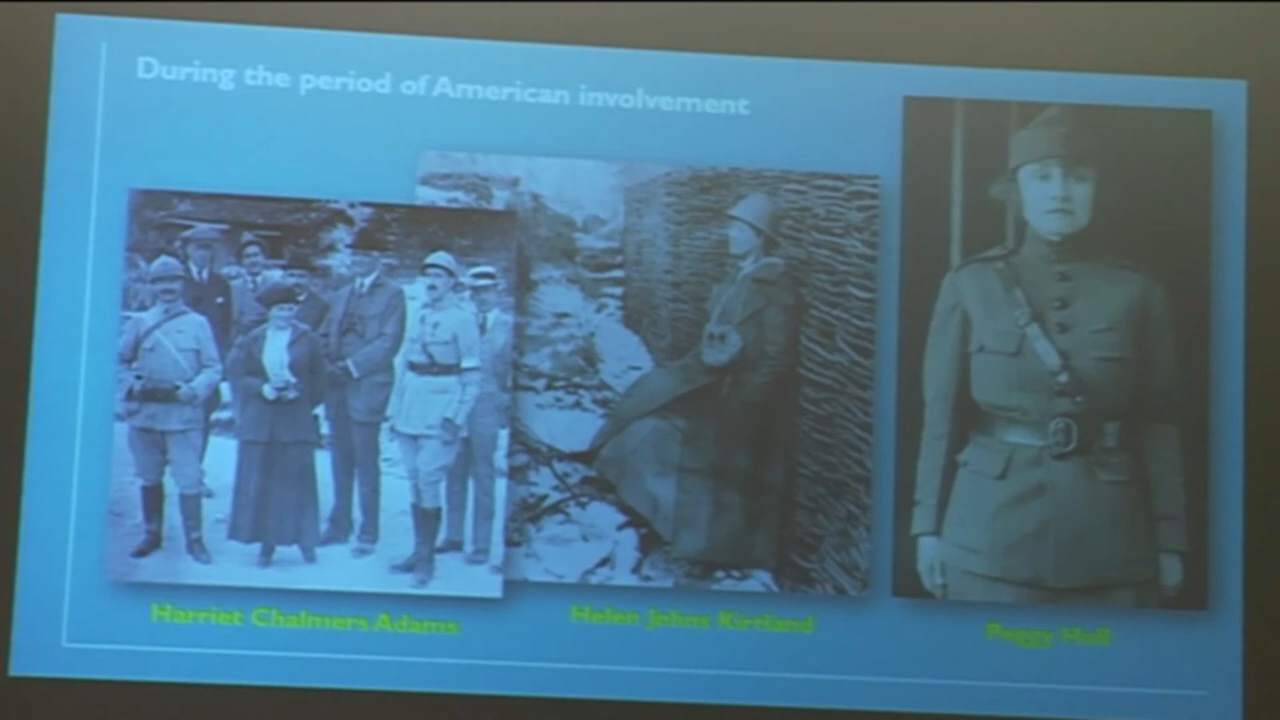 During the period of American involvement
Harriet Chalmers Adams
Helen Johns Kirtland
Peggy Hull